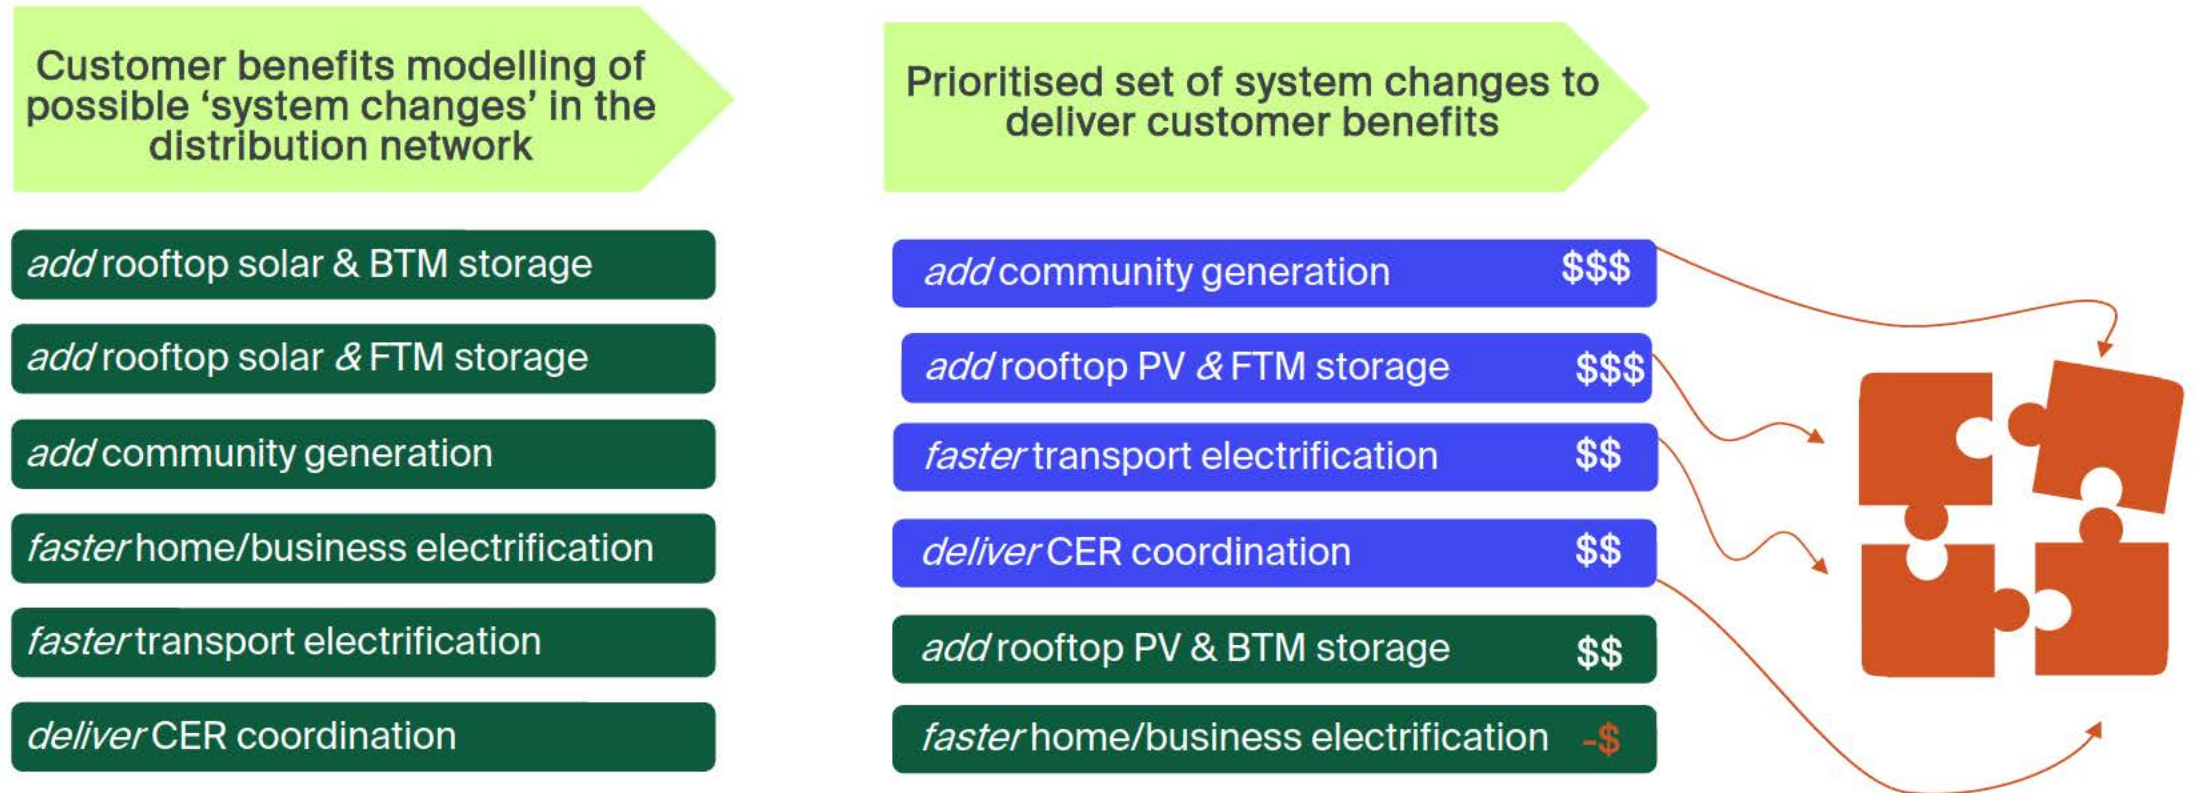 Customer benefits modelling of
possible ‘system changes’ in the
distribution network
add rooftop solar & BTM storage
add rooftop solar & FTM storage
add community generation
faster home/business electrification
faster transport electrification
deliver CER coordination
Prioritised set of system changes to
deliver customer benefits
add community generation $$$
add rooftop PV & FTM storage $$$
faster transport electrification $$
deliver CER coordination $$
add rooftop PV & BTM storage $$
faster home/business electrification -$